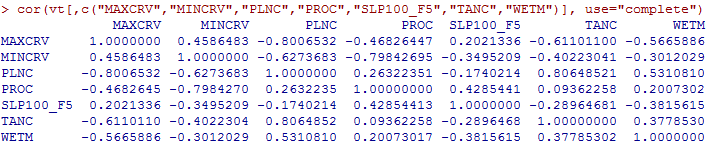 > cor(vt[,c("MAXCRV","MINCRV","PLNC","PROC","SLP100_F5","TANC","WETM")], use="complete")
MAXCRV MINCRV PLNC PROC SLP100_F5 TANC WETM
MAXCRV 1.0000000 0.4586483 -0.8006532 -0.46826447 0.2021336 -0.61101100 -0.5665886
MINCRV 0.4586483 1.0000000 -0.6273683 -0.79842695 -0.3495209 -0.40223041 -0.3012029
PLNC -0.8006532 -0.6273683 1.0000000 0.26322351 -0.1740214 0.80648521 0.5310810
PROC -0.4682645 -0.7984270 0.2632235 1.00000000 0.4285441 0.09362258 0.2007302
SLP100_F5 0.2021336 -0.3495209 -0.1740214 0.42854413 1.0000000 -0.28964681 -0.3815615
TANC -0.6110110 -0.4022304 0.8064852 0.09362258 -0.2896468 1.00000000 0.3778530
WETM -0.5665886 -0.3012029 0.5310810 0.20073017 -0.3815615 0.37785302 1.0000000